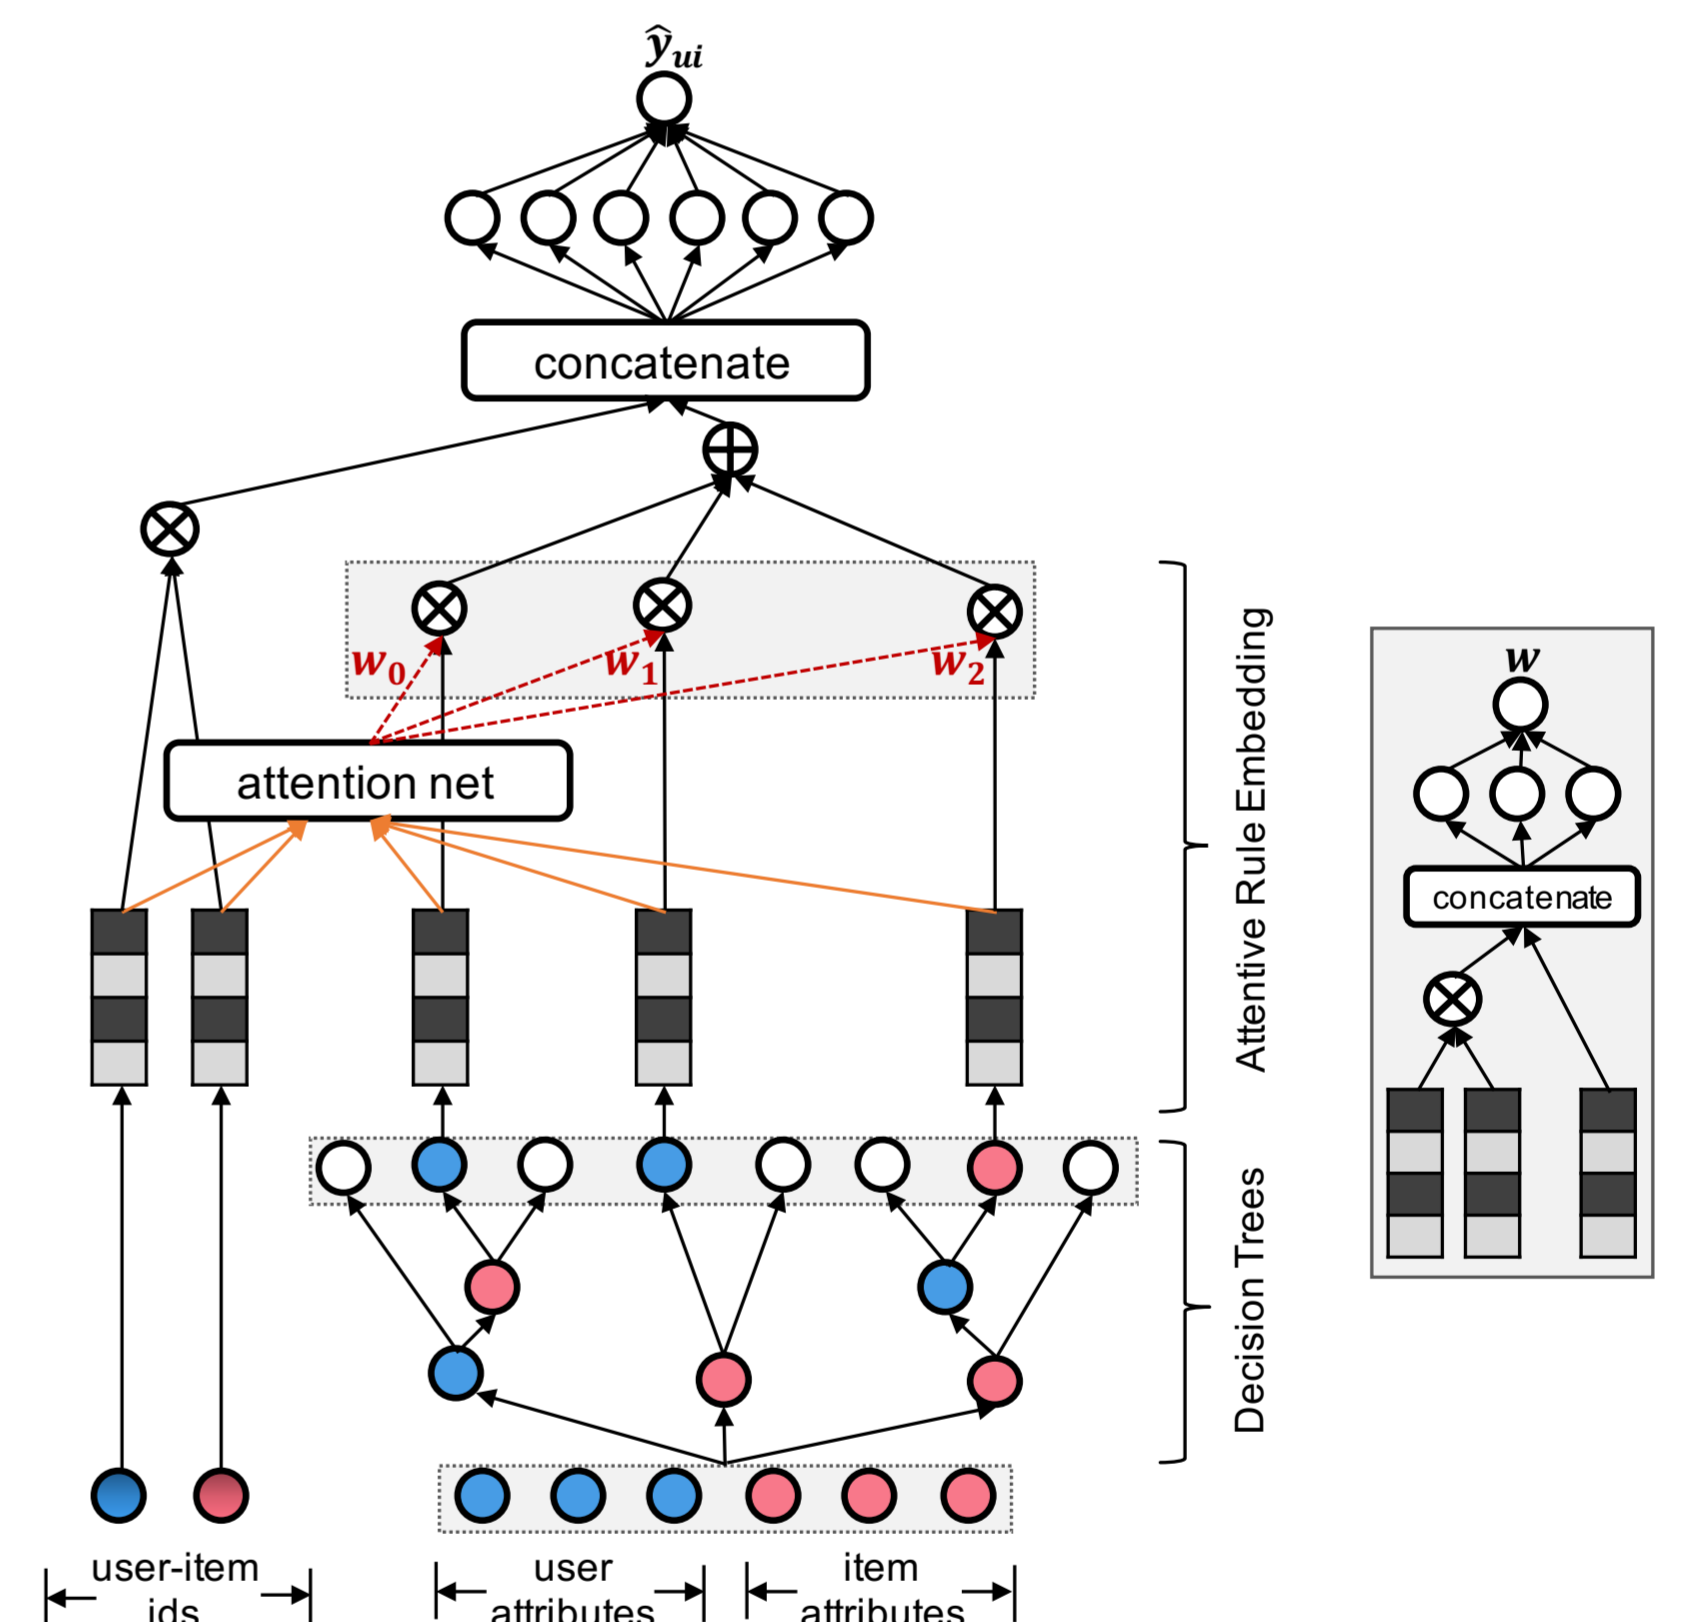 ŷui
concatenate
w0
w1
w2
attention net
Attentive Rule Embedding
w
concatenate
Decision Trees
user-item
ids
user
attributes
item
attributes